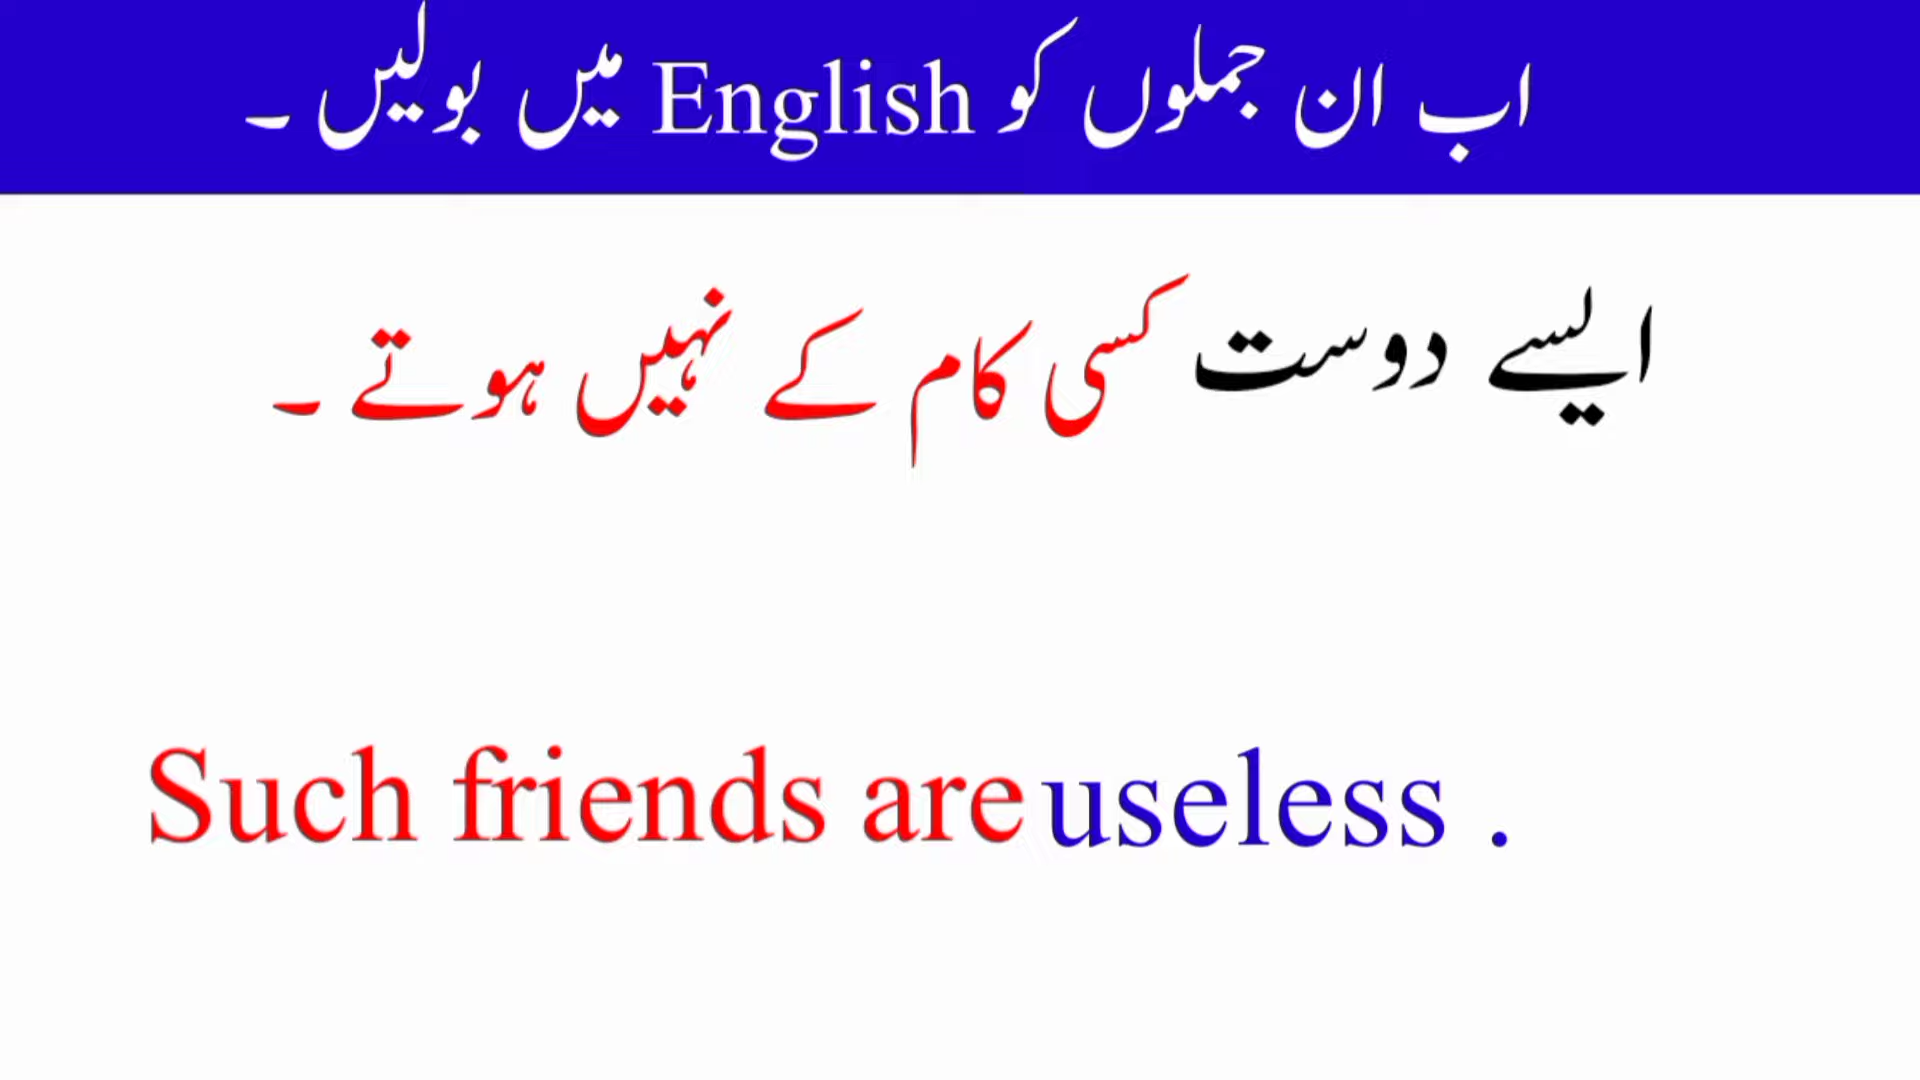 اب ان جملوں کو English میں بولیں ۔
ایسے دوست کسی کام کے نہیں ہوتے ۔
Such friends are useless .